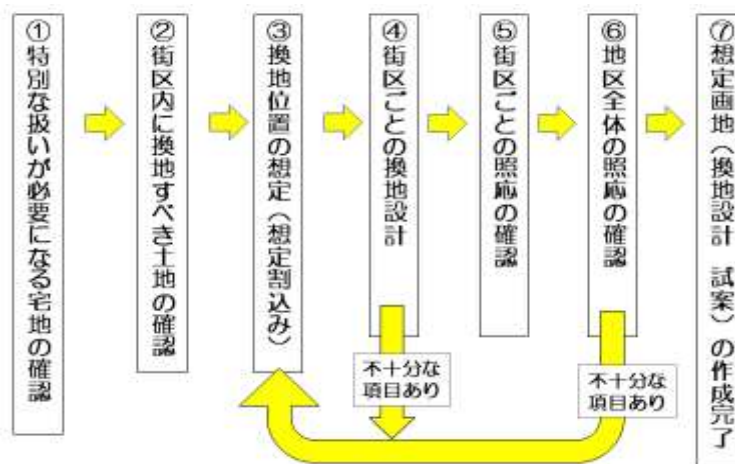 ①特別な扱いが必要になる宅地の確認
②街区内に換地すべき土地の確認
③換地位置の想定(想定割込み)
④街区ごとの換地設計
⑤街区ごとの照応の確認
⑥地区全体の照応の確認
⑦想定画地(換地設計 試案)の作成完了
不十分な
項目あり
不十分な
項目あり